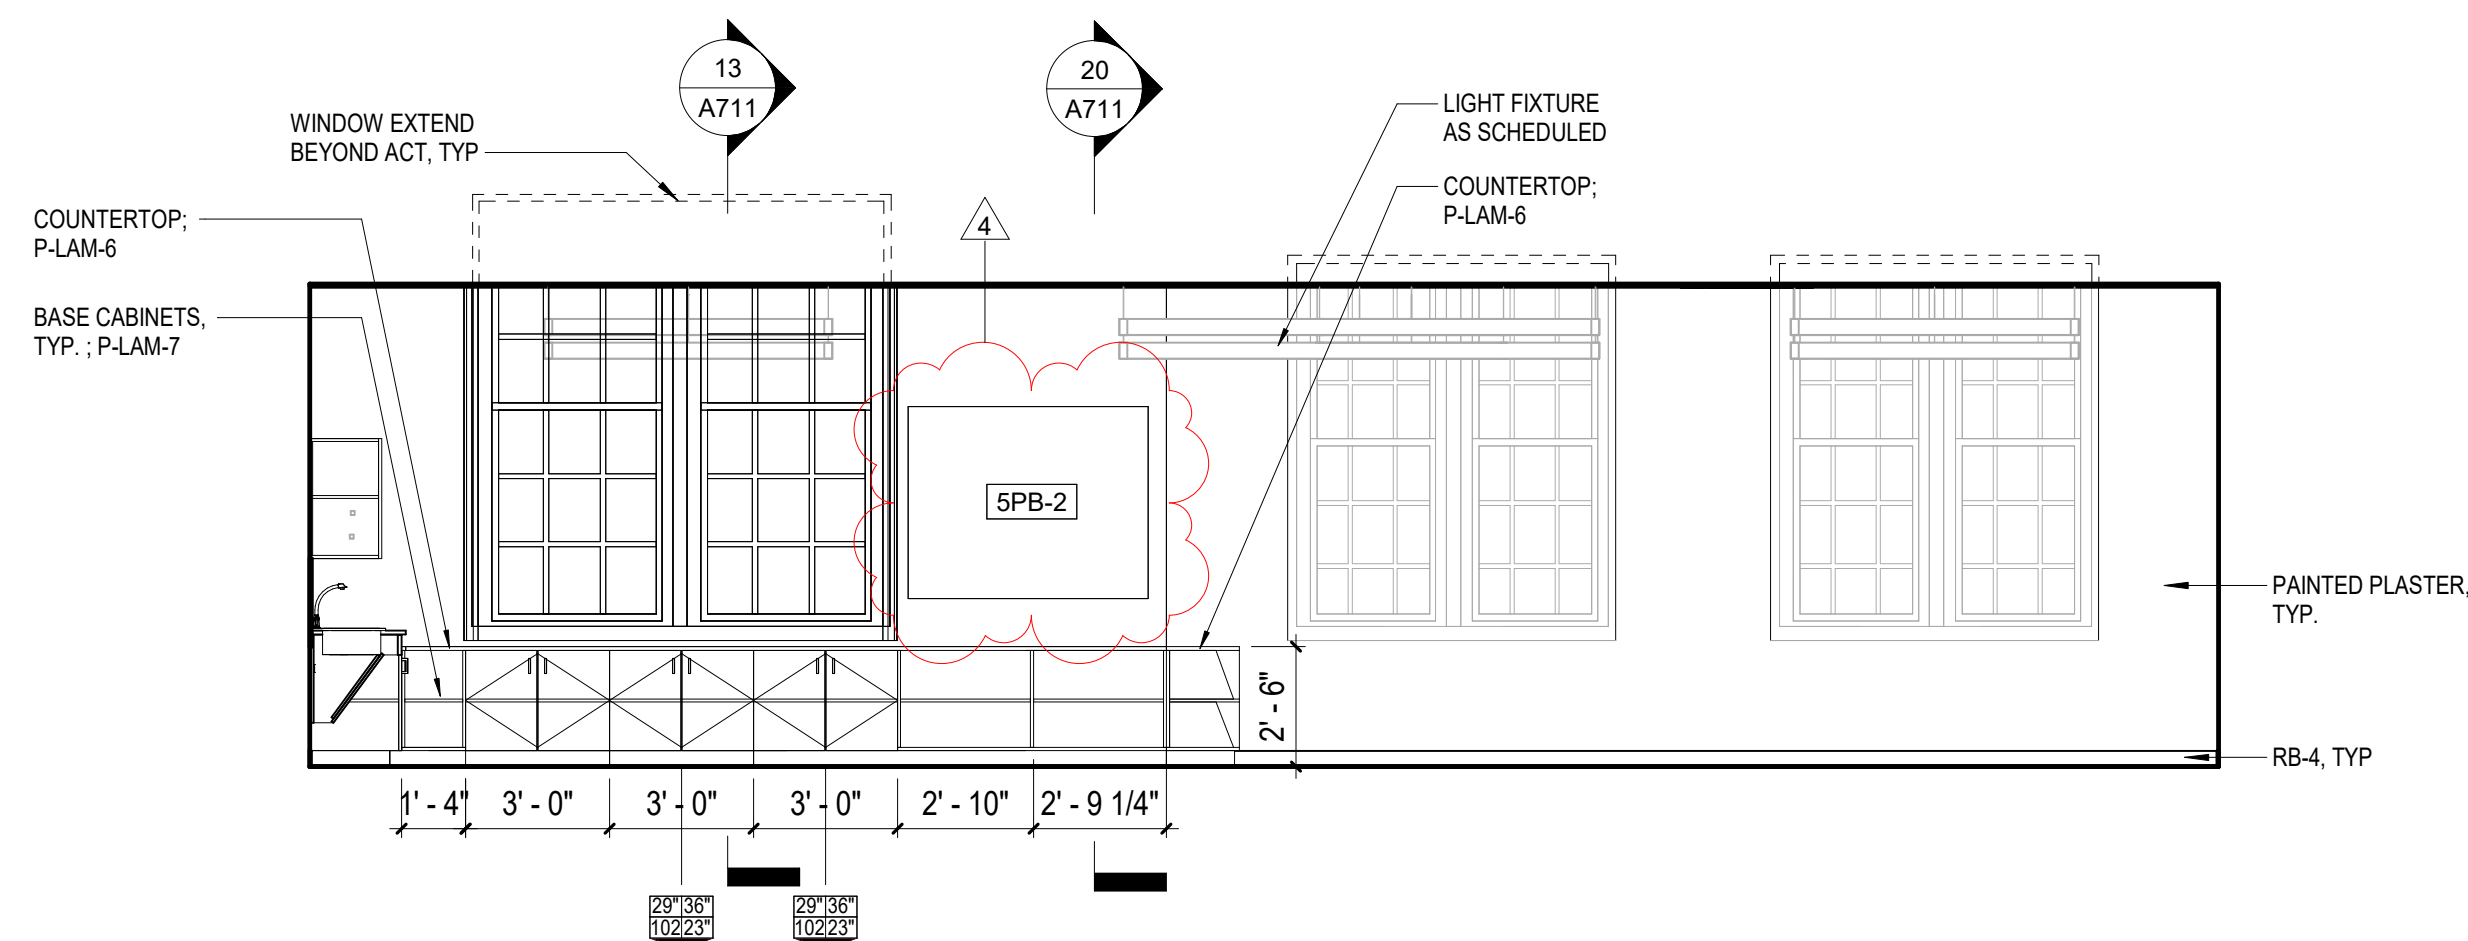 13
A711
20
A711
WINDOW EXTEND
BEYOND ACT, TYP
LIGHT FIXTURE
AS SCHEDULED
COUNTERTOP;
P-LAM-6
COUNTERTOP;
P-LAM-6
4
BASE CABINETS,
TYP. ; P-LAM-7
5PB-2
PAINTED PLASTER,
TYP.
2' - 6"
RB-4, TYP
1' - 4" 3' - 0" 3' - 0" 3' - 0" 2' - 10" 2' - 9 1/4"
29" 36"
102 23"
29" 36"
102 23"